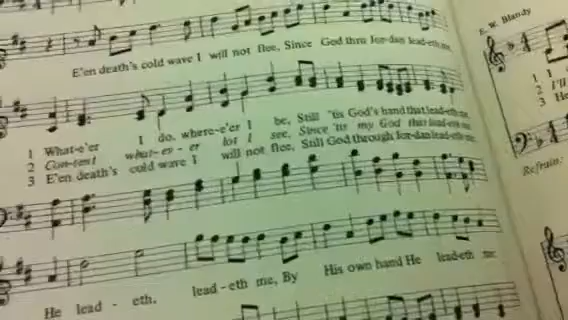 E'en death's cold wave I will not flee, Since God thro Jor-dan lead-eth me.
1 What-e'er I do, where-e'er I be, Still 'tis God's hand that lead-eth me.
2 Con-tent what-ev-er lot I see, Since 'tis my God that lead-eth me.
3 E'en death's cold wave I will not flee, Still God through Jor-dan lead-eth me.
He lead - eth, lead - eth me, By His own hand He lead-eth me
E. W. Blandy
1 I
2 I'll
3 He
Refrain: